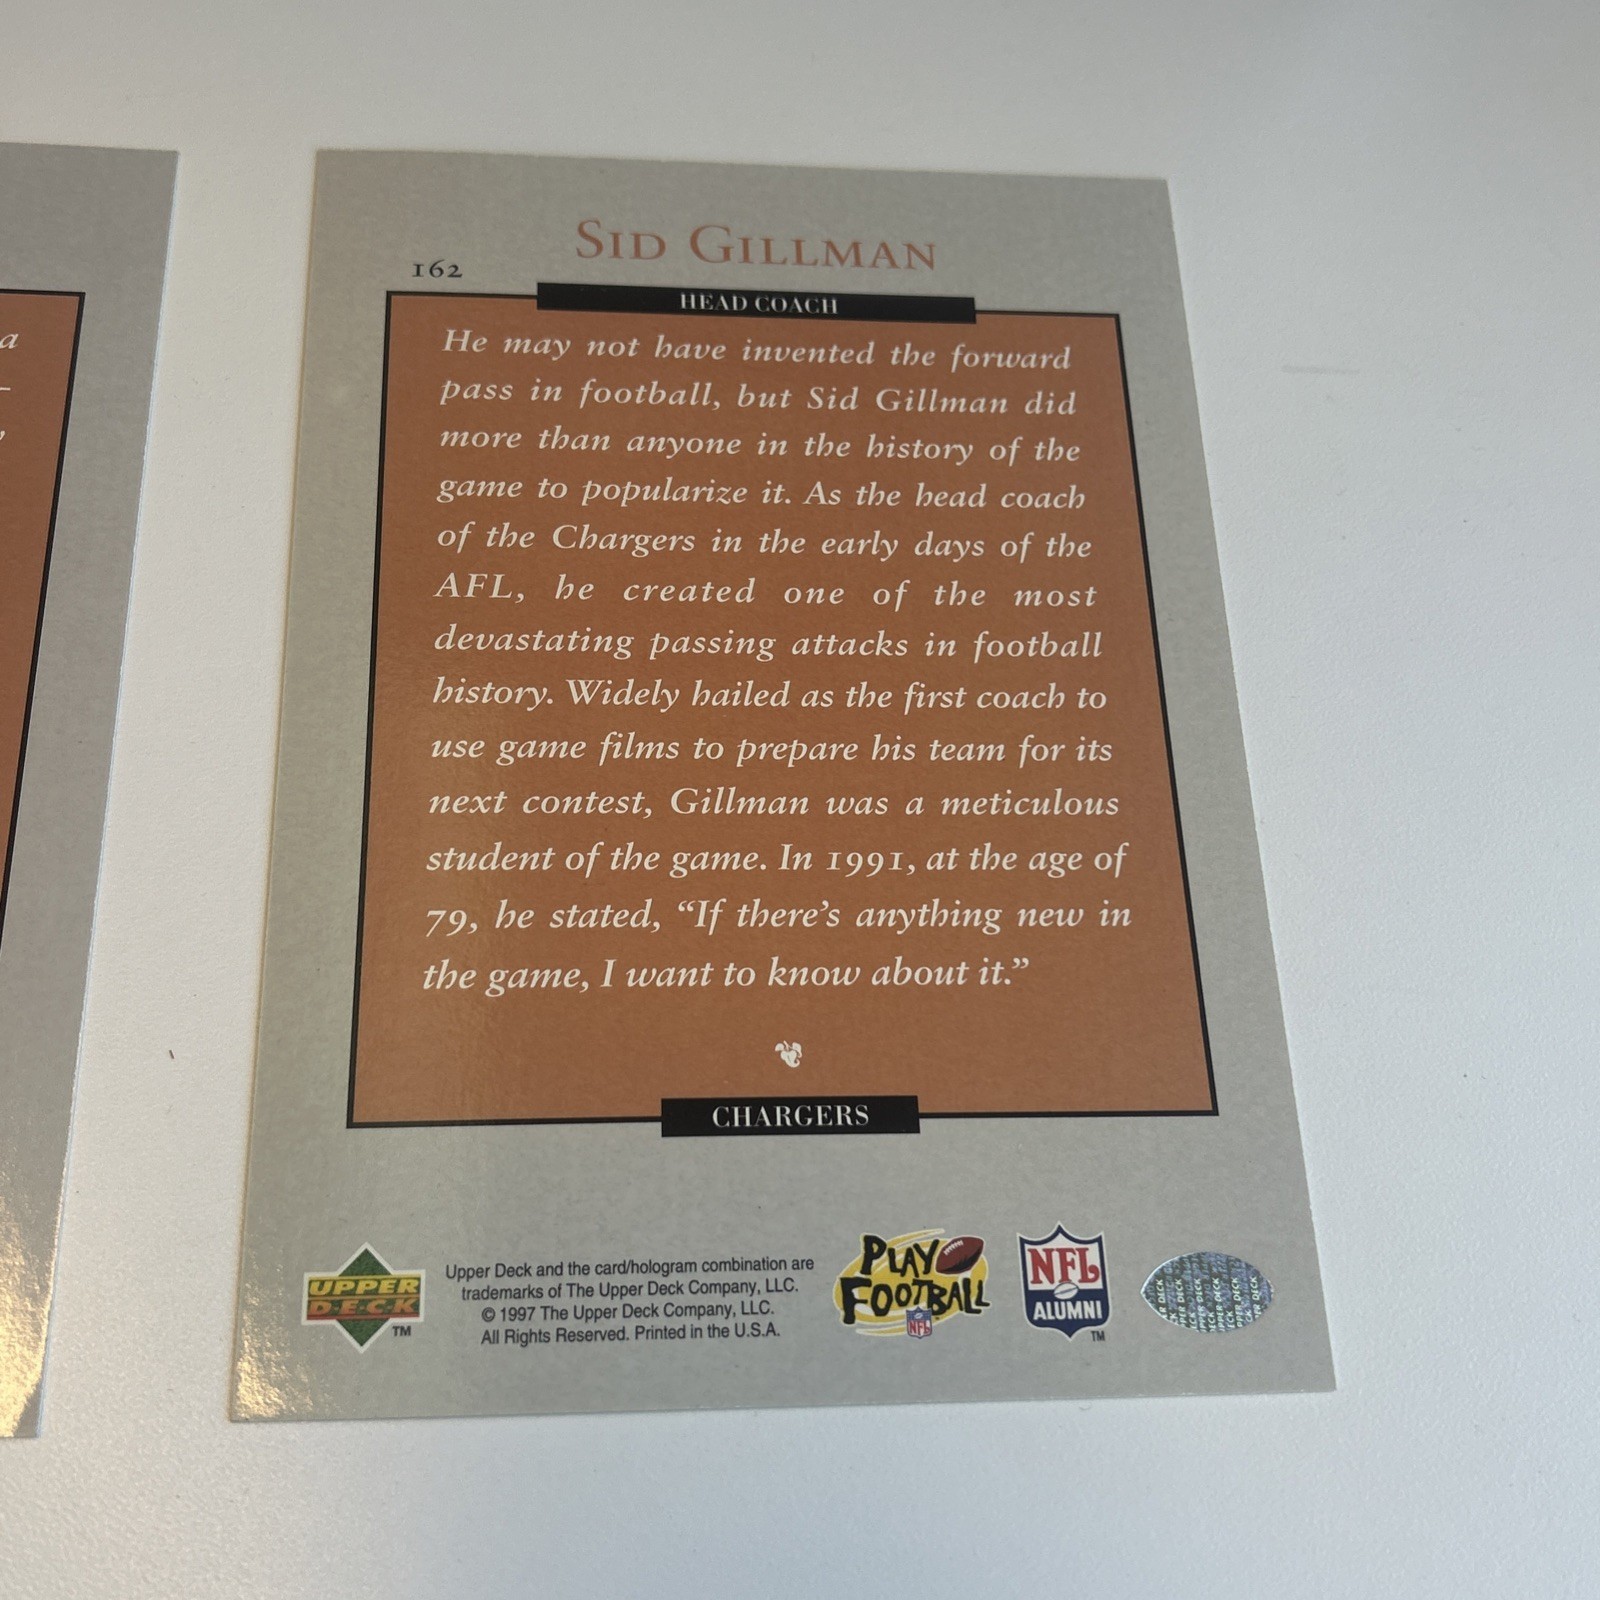 a
SID GILLMAN
162
HEAD COACH
He may not have invented the forward
pass in football, but Sid Gillman did
more than anyone in the history of the
game to popularize it. As the head coach
of the Chargers in the early days of the
AFL, he created one of the most
devastating passing attacks in football
history. Widely hailed as the first coach to
use game films to prepare his team for its
next contest, Gillman was a meticulous
student of the game. In 1991, at the age of
79, he stated, “If there’s anything new in
the game, I want to know about it.”
CHARGERS
UPPER
D·E·C·K
TM
Upper Deck and the card/hologram combination are
trademarks of The Upper Deck Company, LLC.
© 1997 The Upper Deck Company, LLC.
All Rights Reserved. Printed in the U.S.A.
PLAY
FOOTBALL
NFL
NFL
ALUMNI
TM
UPPER DECK